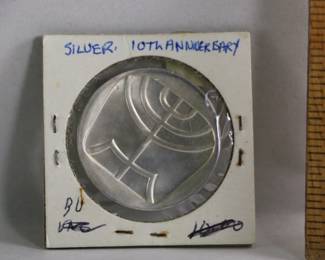 SILVER. 10TH ANNIVERSARY
BU